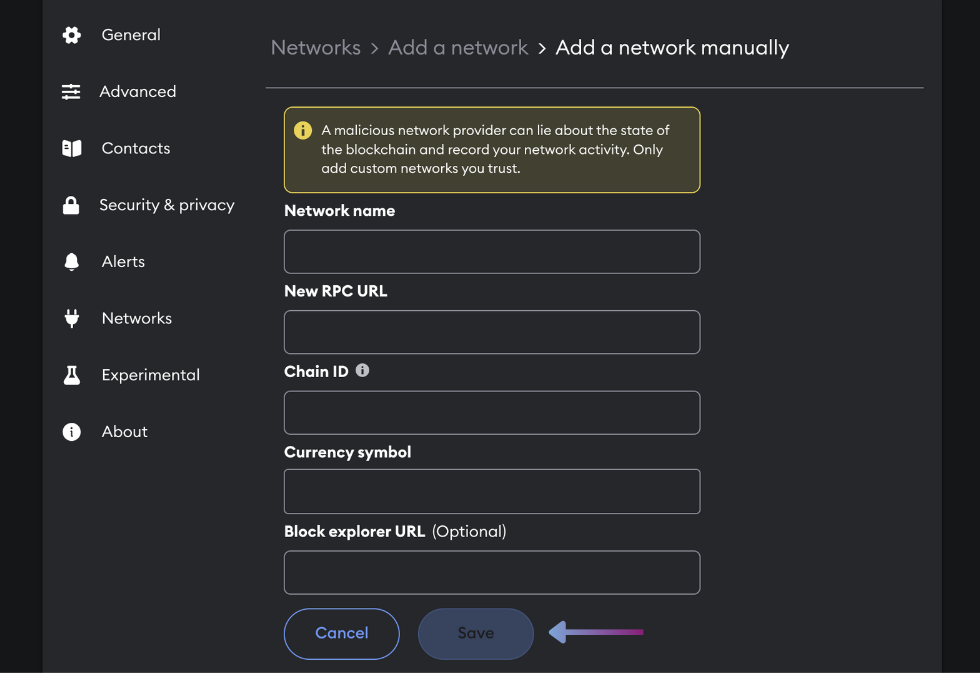 General
Advanced
Contacts
Security & privacy
Alerts
Networks
Experimental
About
Networks > Add a network > Add a network manually
A malicious network provider can lie about the state of
the blockchain and record your network activity. Only
add custom networks you trust.
Network name
New RPC URL
Chain ID
Currency symbol
Block explorer URL (Optional)
Cancel
Save